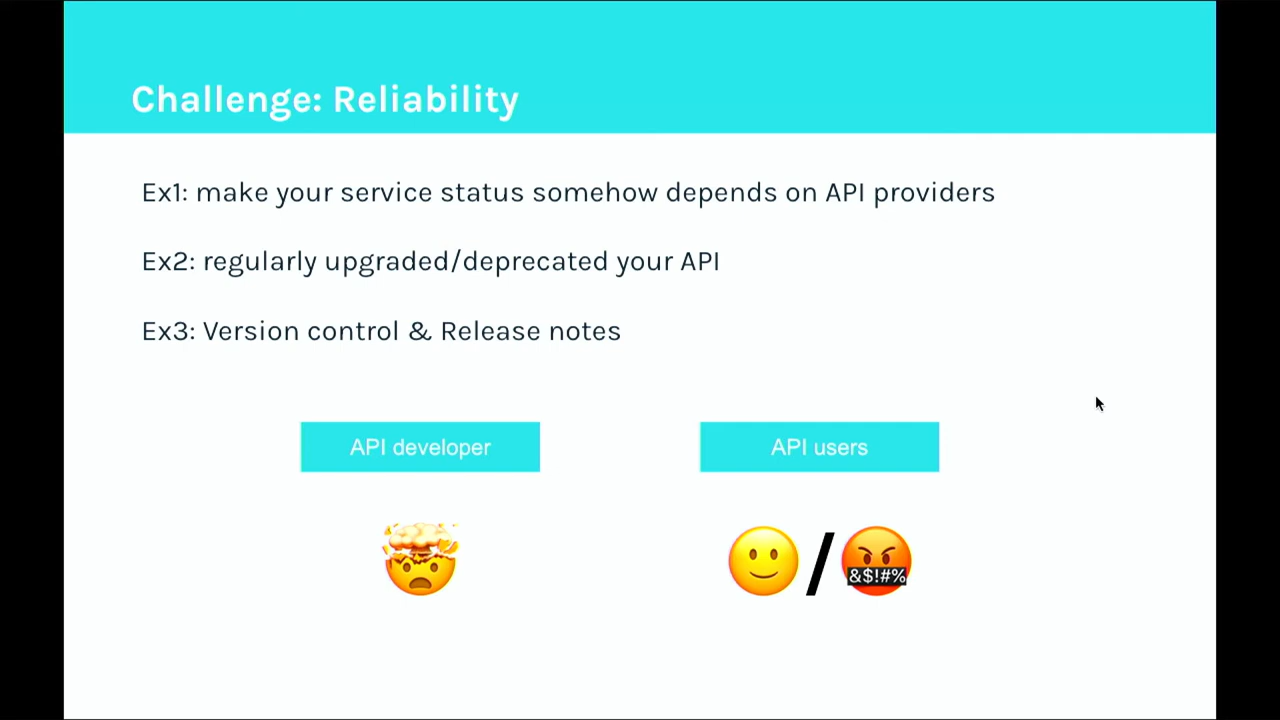 Challenge: Reliability
Ex1: make your service status somehow depends on API providers
Ex2: regularly upgraded/deprecated your API
Ex3: Version control & Release notes
API developer
API users
/
&$!#%